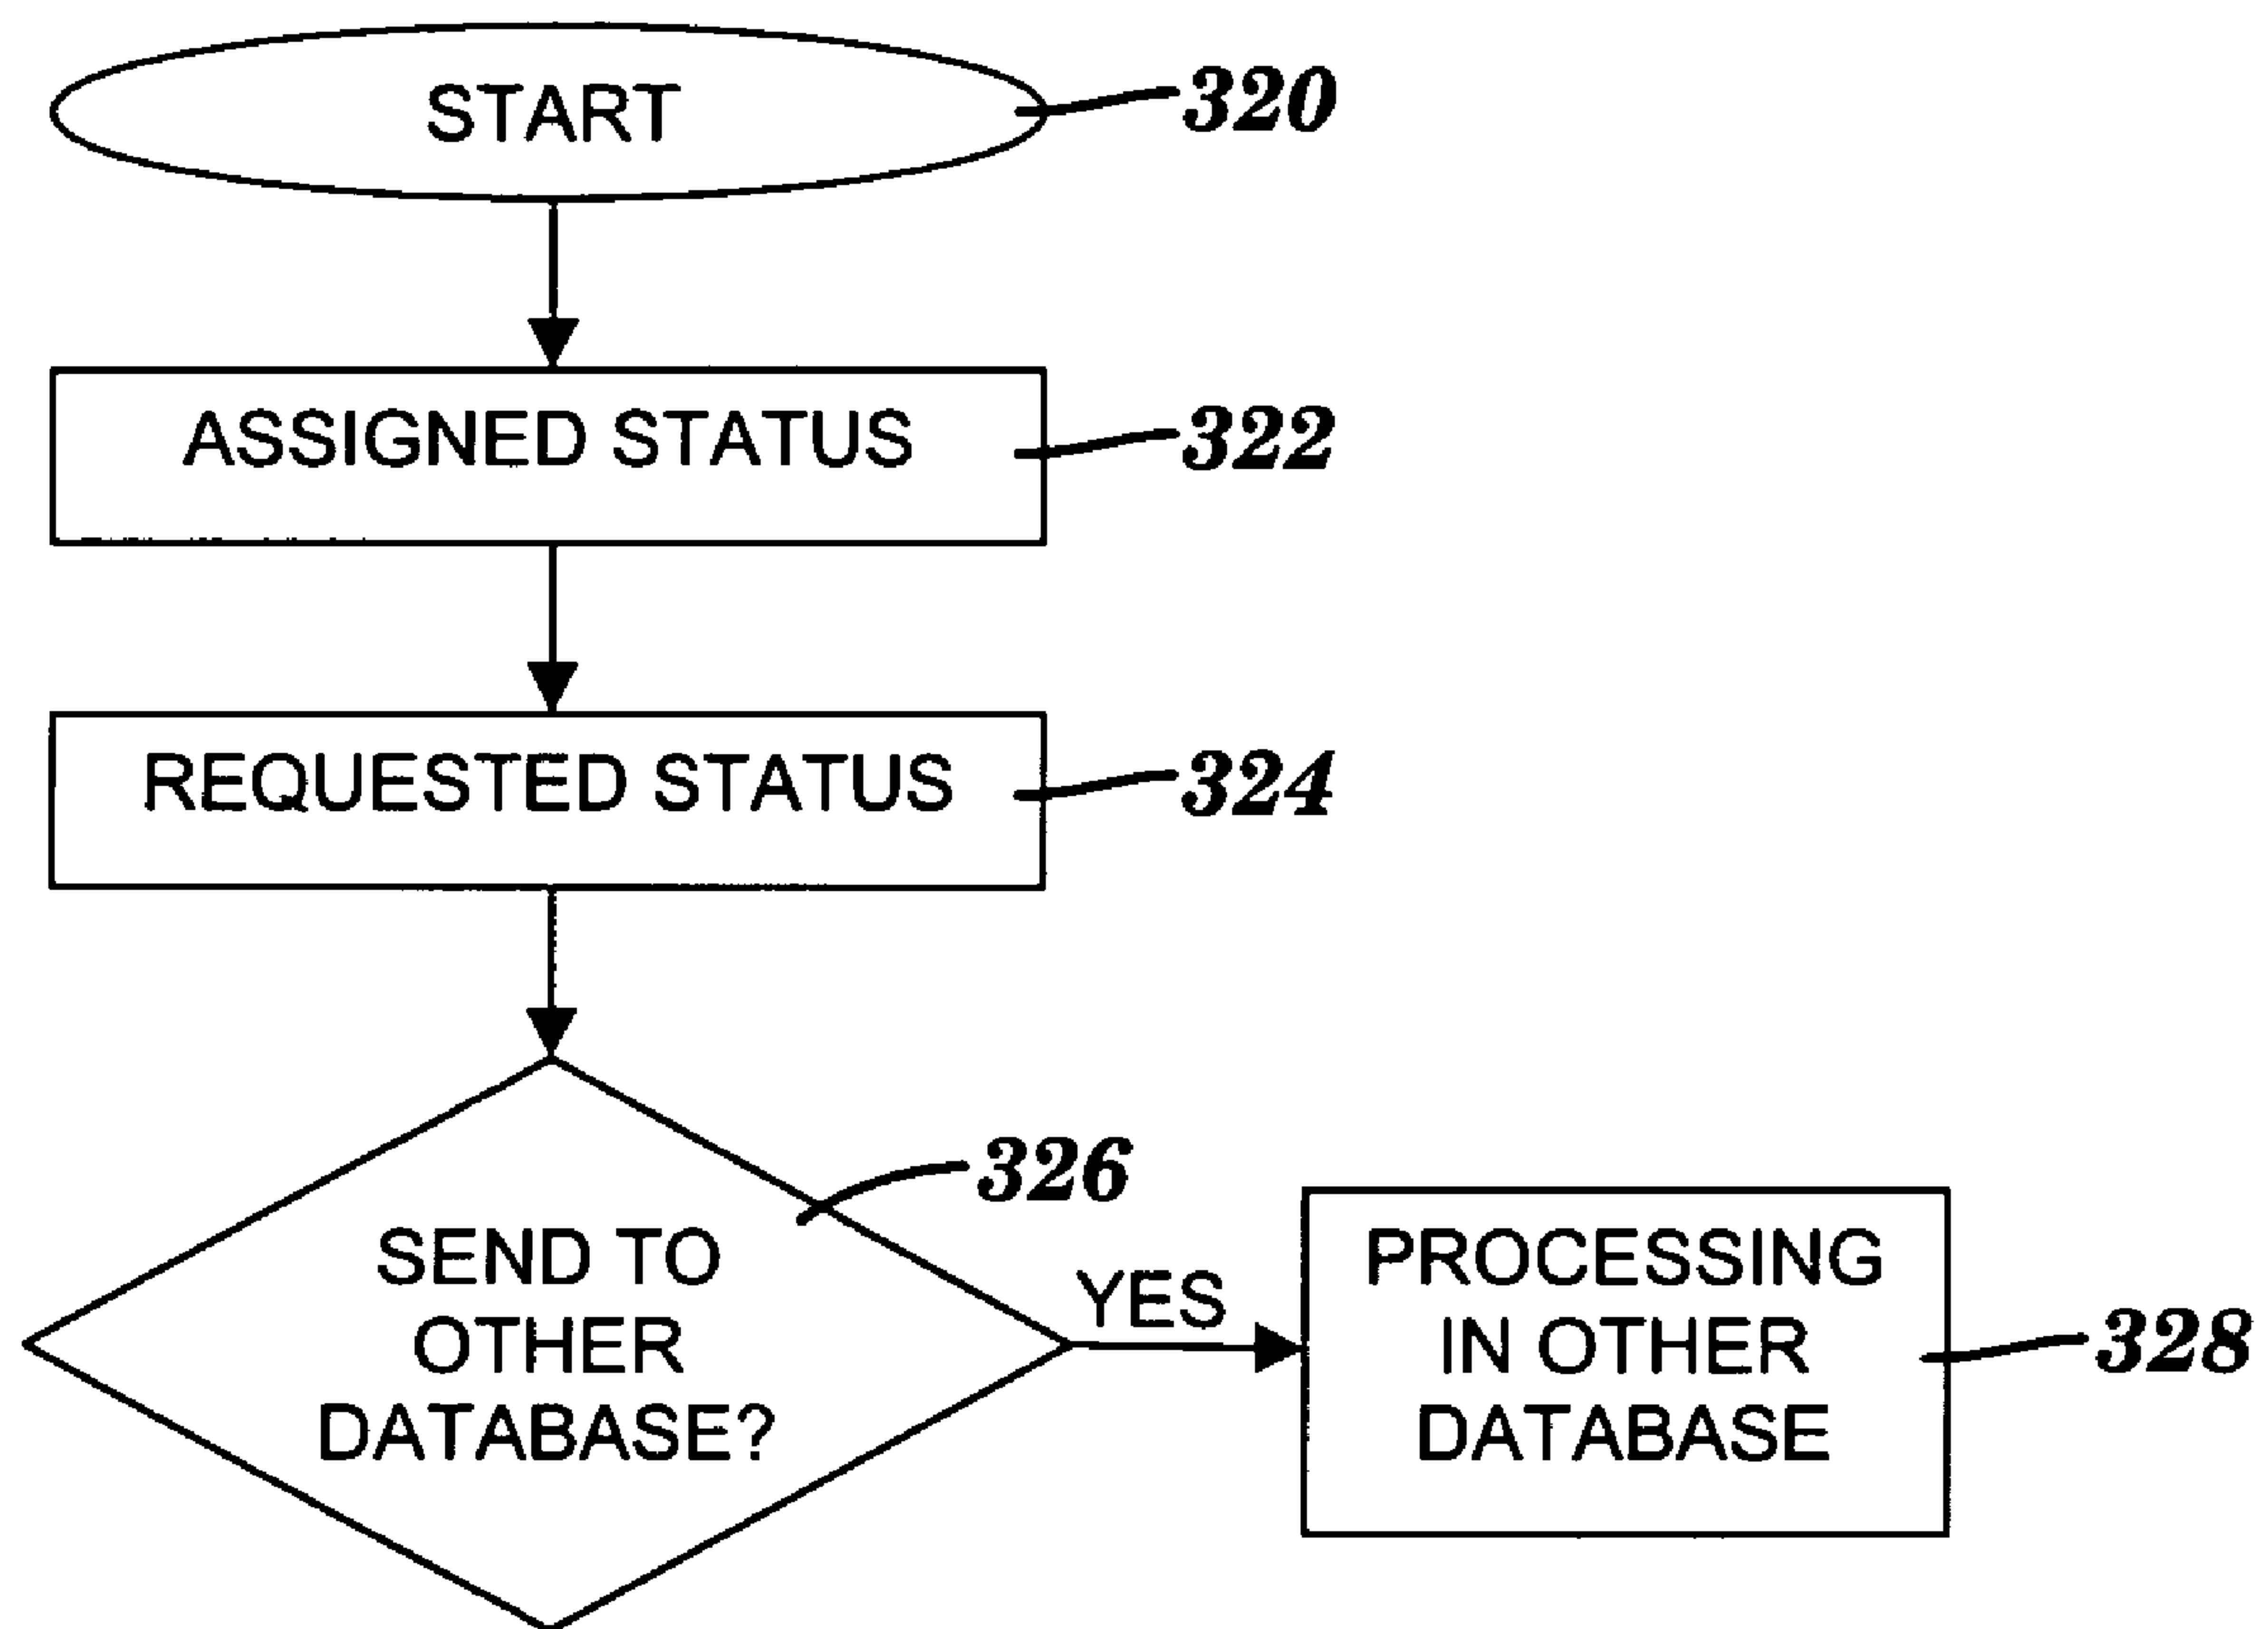 START
320
ASSIGNED STATUS
322
REQUESTED STATUS
324
326
SEND TO
OTHER
DATABASE?
YES
PROCESSING
IN OTHER
DATABASE
328